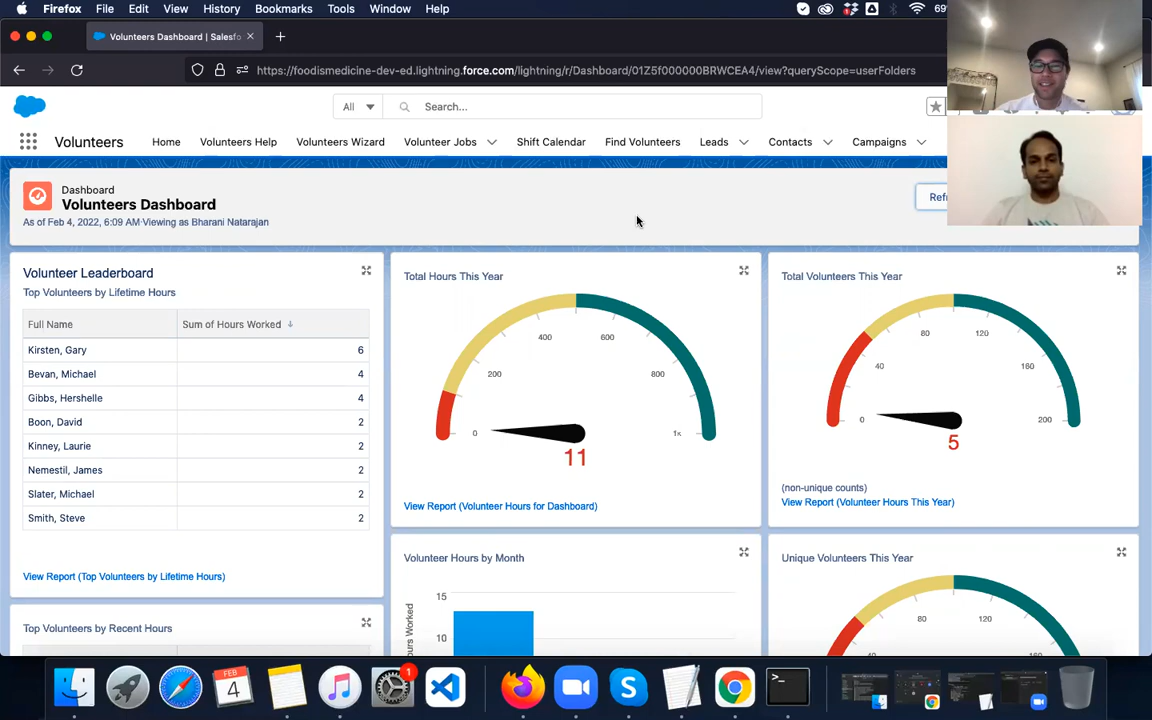 Firefox File Edit View History Bookmarks Tools Window Help 69
Volunteers Dashboard | Salesfo
https://foodismedicine-dev-ed.lightning.force.com/lightning/r/Dashboard/01Z5f000000BRWCEA4/view?queryScope=userFolders
All Search...
Volunteers Home Volunteers Help Volunteers Wizard Volunteer Jobs Shift Calendar Find Volunteers Leads Contacts Campaigns
Dashboard
Volunteers Dashboard
As of Feb 4, 2022, 6:09 AM·Viewing as Bharani Natarajan
Refr
Volunteer Leaderboard
Top Volunteers by Lifetime Hours
Full Name Sum of Hours Worked ↓
Kirsten, Gary 6
Bevan, Michael 4
Gibbs, Hershelle 4
Boon, David 2
Kinney, Laurie 2
Nemestil, James 2
Slater, Michael 2
Smith, Steve 2
View Report (Top Volunteers by Lifetime Hours)
Total Hours This Year
400 600
200 800
0 1k
11
View Report (Volunteer Hours for Dashboard)
Total Volunteers This Year
80 120
40 160
0 200
5
(non-unique counts)
View Report (Volunteer Hours This Year)
Top Volunteers by Recent Hours
Volunteer Hours by Month
15
10
ours Worked
Unique Volunteers This Year
80 120
FEB
4
1